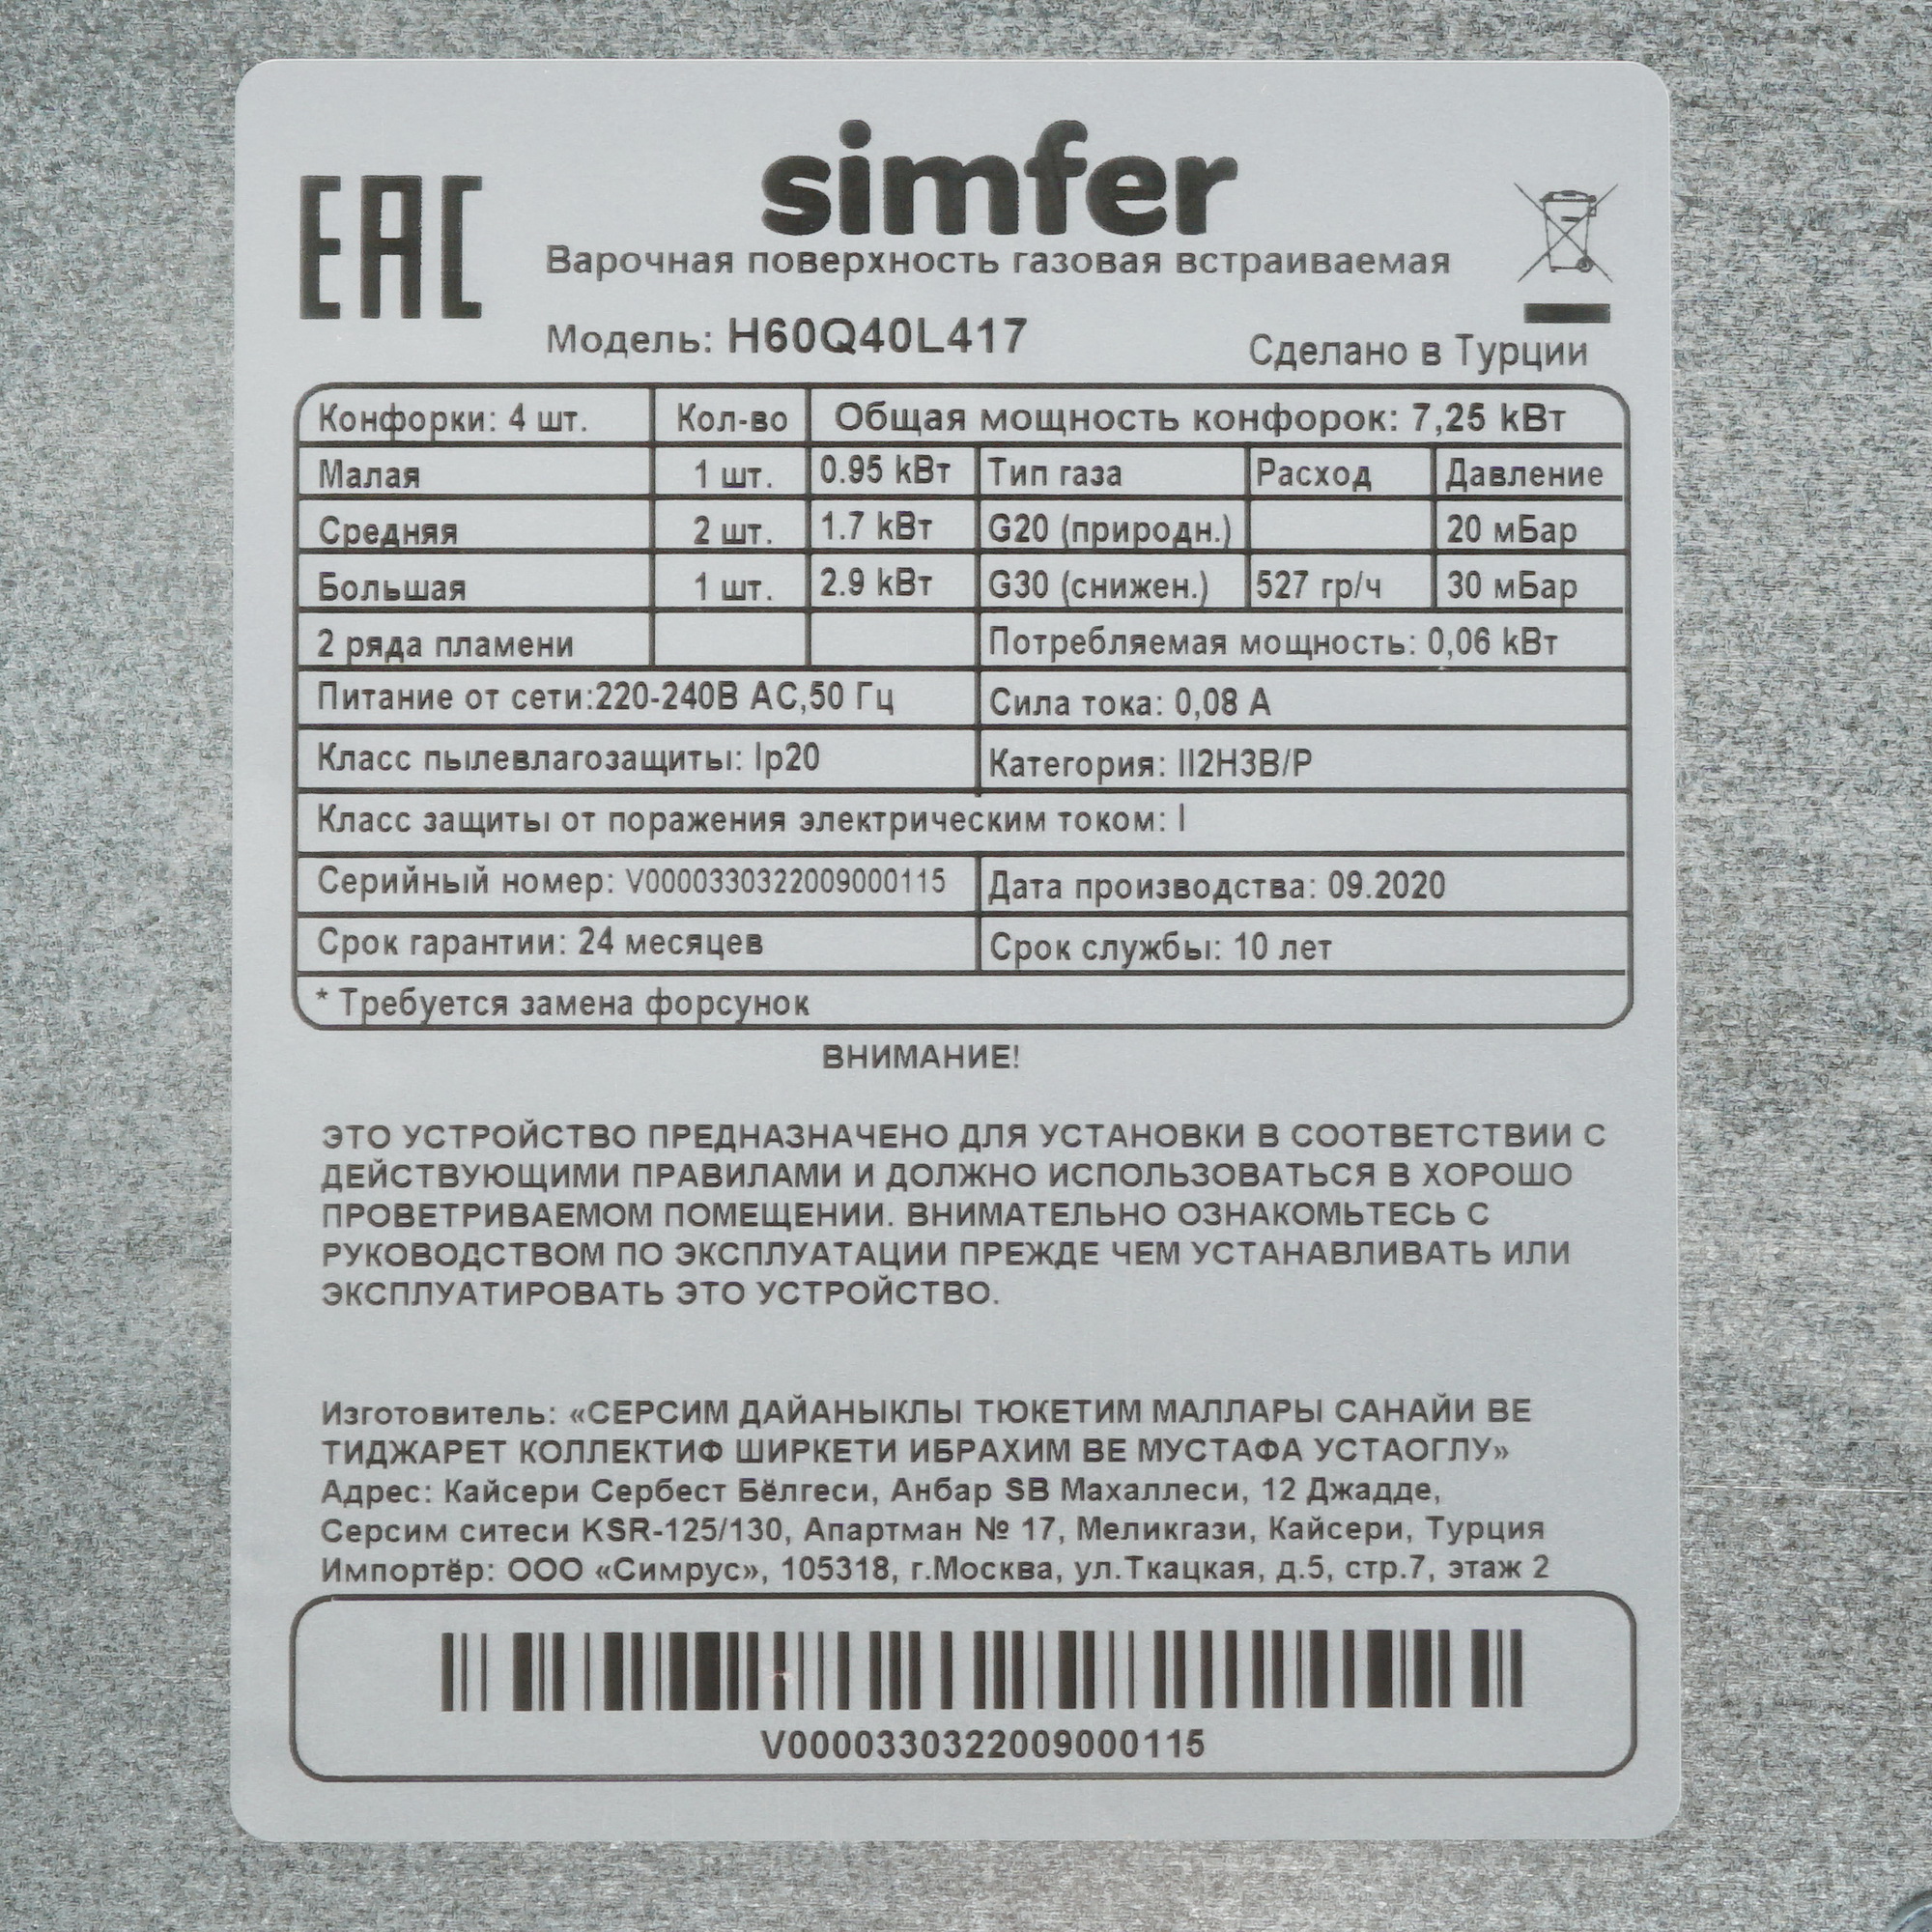 EAC
simfer
Варочная поверхность газовая встраиваемая
Модель: H60Q40L417
Сделано в Турции
Конфорки: 4 шт. Кол-во Общая мощность конфорок: 7,25 kВт
Малая 1 шт. 0.95 kВт Тип газа Расход Давление
Средняя 2 шт. 1.7 kВт G20 (природн.) 20 мБар
Большая 1 шт. 2.9 kВт G30 (снижен.) 527 гр/ч 30 мБар
2 ряда пламени Потребляемая мощность: 0,06 kВт
Питание от сети:220-240В AC,50 Гц Сила тока: 0,08 А
Класс пылевлагозащиты: Ip20 Категория: II2H3B/P
Класс защиты от поражения электрическим током: I
Серийный номер: V0000330322009000115 Дата производства: 09.2020
Срок гарантии: 24 месяцев Срок службы: 10 лет
* Требуется замена форсунок
ВНИМАНИЕ!
ЭТО УСТРОЙСТВО ПРЕДНАЗНАЧЕНО ДЛЯ УСТАНОВКИ В СООТВЕТСТВИИ С
ДЕЙСТВУЮЩИМИ ПРАВИЛАМИ И ДОЛЖНО ИСПОЛЬЗОВАТЬСЯ В ХОРОШО
ПРОВЕТРИВАЕМОМ ПОМЕЩЕНИИ. ВНИМАТЕЛЬНО ОЗНАКОМЬТЕСЬ С
РУКОВОДСТВОМ ПО ЭКСПЛУАТАЦИИ ПРЕЖДЕ ЧЕМ УСТАНАВЛИВАТЬ ИЛИ
ЭКСПЛУАТИРОВАТЬ ЭТО УСТРОЙСТВО.
Изготовитель: «СЕРСИМ ДАЙАНЫКЛЫ ТЮКЕТИМ МАЛЛАРЫ САНАЙИ ВЕ
ТИДЖАРЕТ КОЛЛЕКТИФ ШИРКЕТИ ИБРАХИМ ВЕ МУСТАФА УСТАОГЛУ»
Адрес: Кайсери Сербест Бёлгеси, Анбар SB Махаллеси, 12 Джадде,
Серсим ситеси KSR-125/130, Апартман № 17, Меликгази, Кайсери, Турция
Импортёр: ООО «Симрус», 105318, г.Москва, ул.Ткацкая, д.5, стр.7, этаж 2
V0000330322009000115